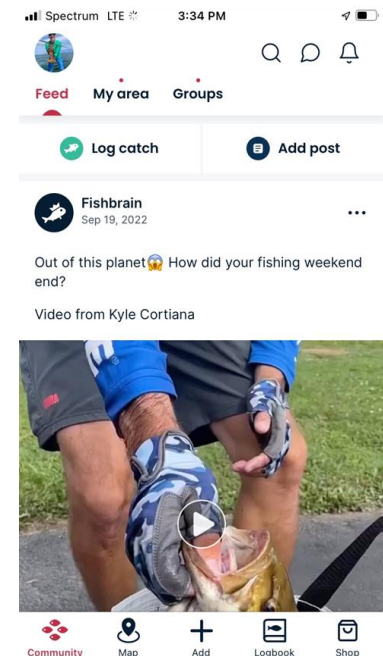 Spectrum LTE
3:34 PM
Feed My area Groups
Log catch Add post
Fishbrain
Sep 19, 2022
Out of this planet😱 How did your fishing weekend
end?
Video from Kyle Cortiana
Community Map Add Logbook Shop